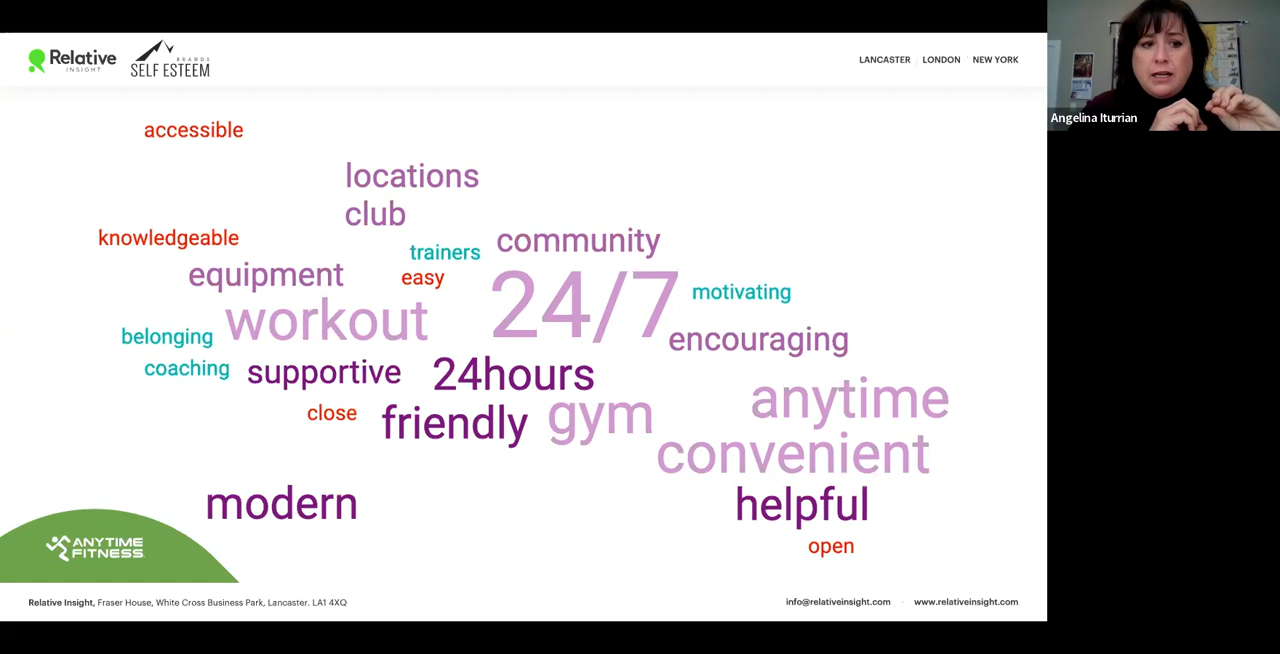 Relative
INSIGHT
BRANDS
SELF ESTEEM
LANCASTER LONDON NEW YORK
Angelina Iturrian
accessible
locations
club
knowledgeable
trainers
community
equipment
easy
24/7
motivating
workout
belonging
encouraging
coaching
supportive
24hours
anytime
close
friendly
gym
convenient
modern
helpful
open
ANYTIME
FITNESS
Relative Insight, Fraser House, White Cross Business Park, Lancaster. LA1 4XQ
info@relativeinsight.com · www.relativeinsight.com